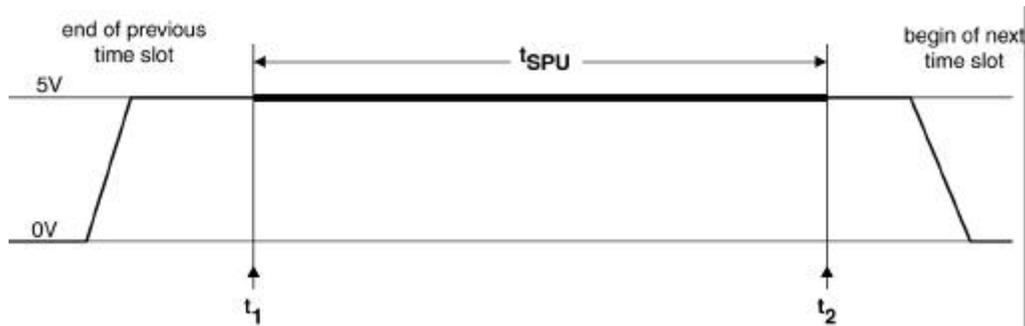 end of previous
time slot
begin of next
time slot
tSPU
5V
0V
t1
t2